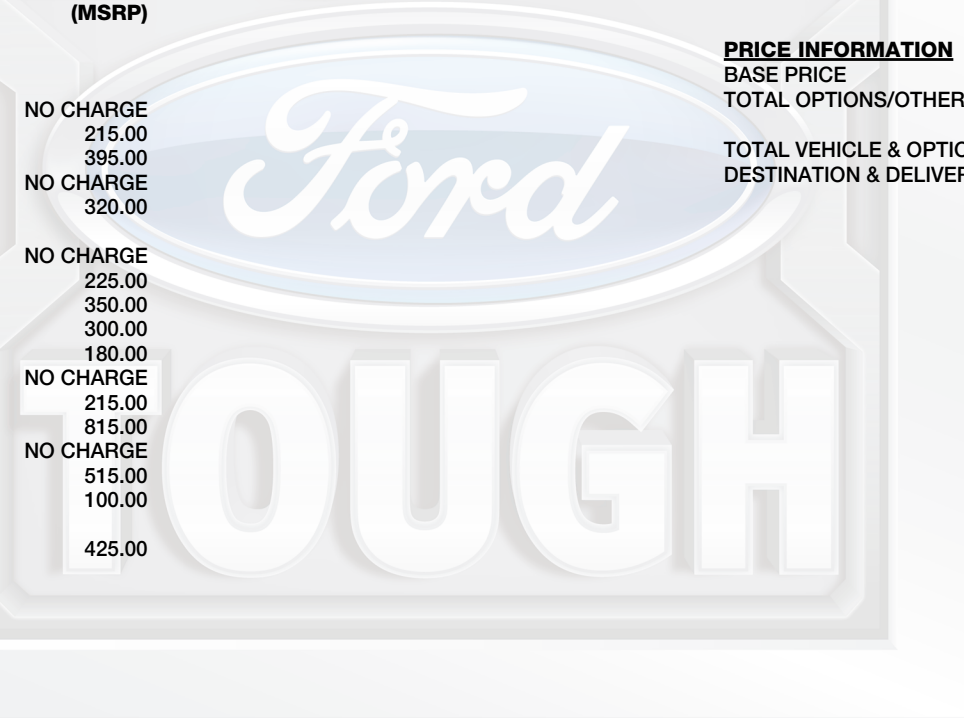 (MSRP)
NO CHARGE
215.00
395.00
NO CHARGE
320.00
NO CHARGE
225.00
350.00
300.00
180.00
NO CHARGE
215.00
815.00
NO CHARGE
515.00
100.00
425.00
PRICE INFORMATION
BASE PRICE
TOTAL OPTIONS/OTHER
TOTAL VEHICLE & OPTIO
DESTINATION & DELIVER
Ford
TOUGH